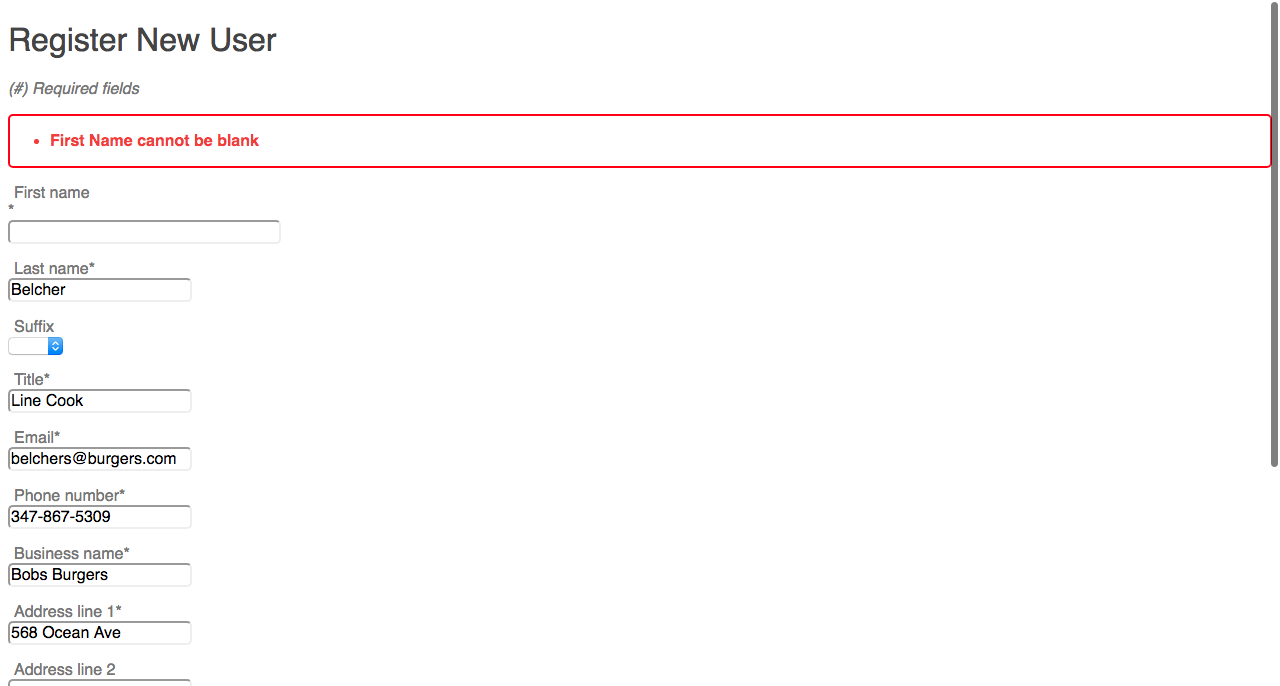 Register New User
(#) Required fields
• First Name cannot be blank
First name
*
Last name*
Belcher
Suffix
Title*
Line Cook
Email*
belchers@burgers.com
Phone number*
347-867-5309
Business name*
Bobs Burgers
Address line 1*
568 Ocean Ave
Address line 2